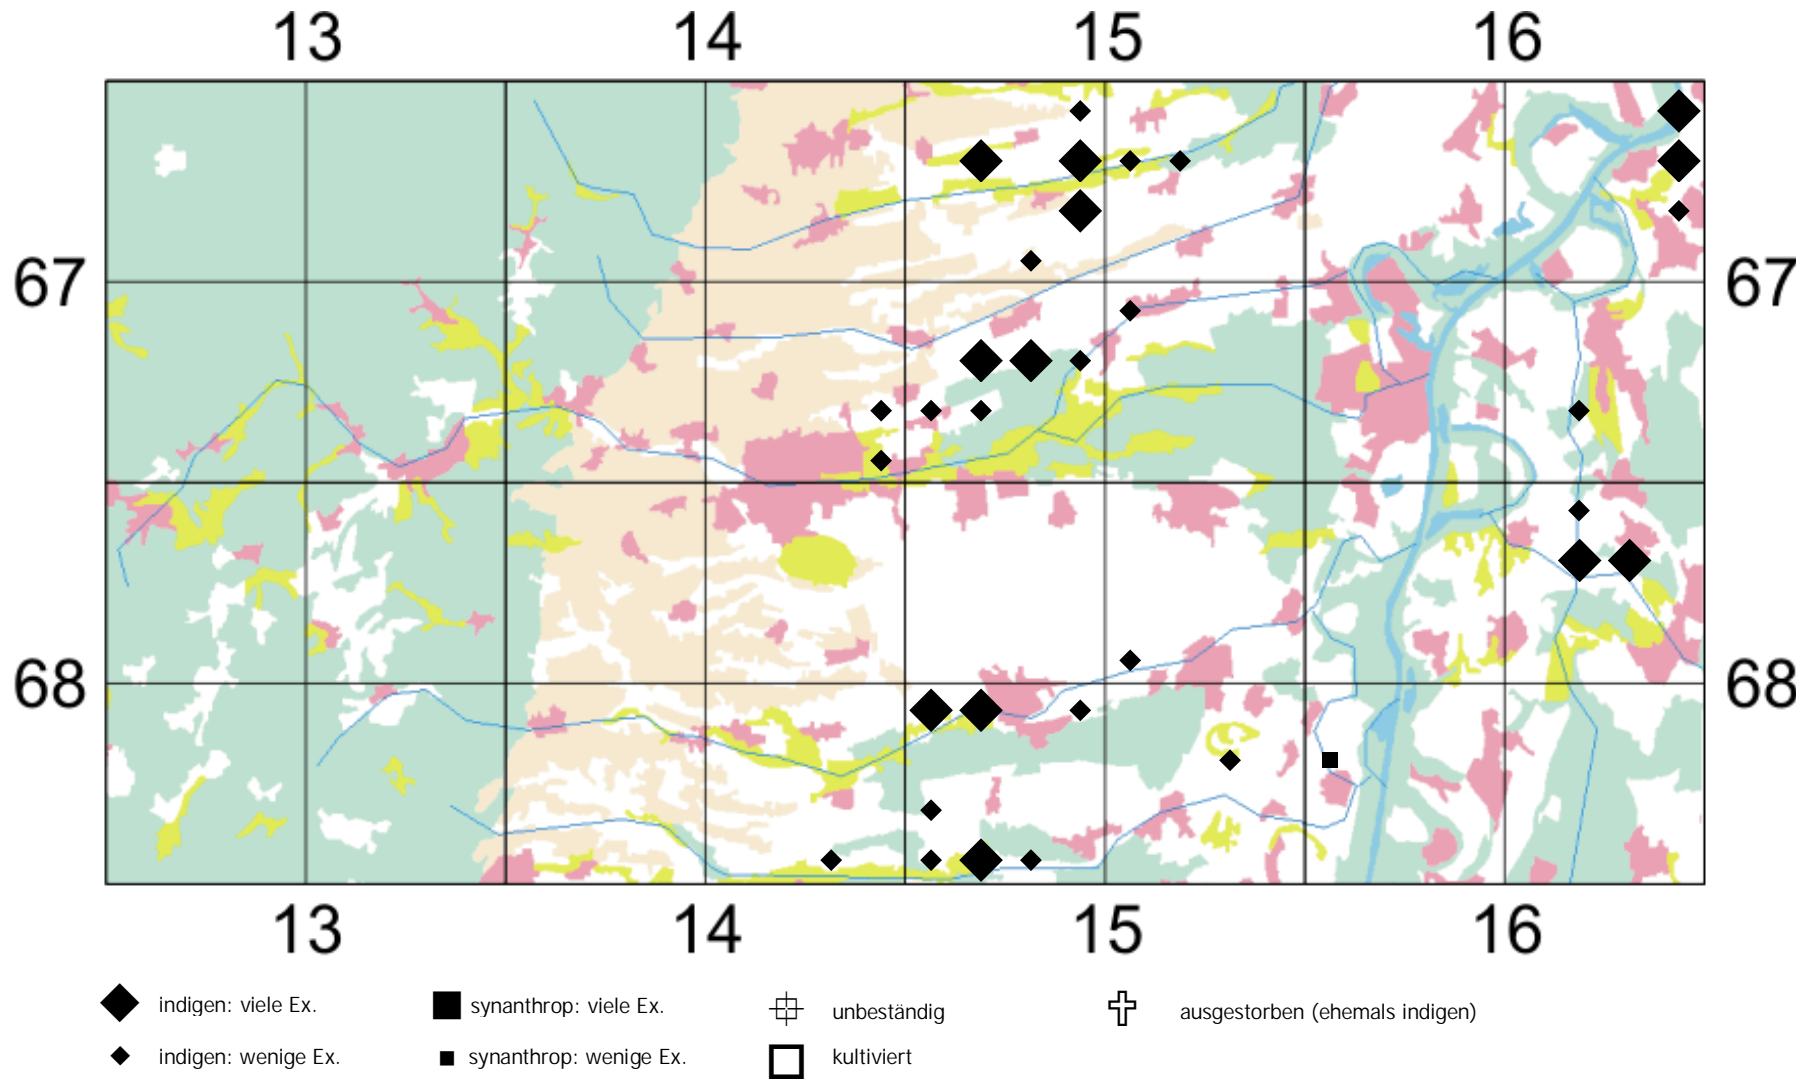 13 14 15 16
67 67
68 68
13 14 15 16
indigen: viele Ex. synanthrop: viele Ex. unbeständig ausgestorben (ehemals indigen)
indigen: wenige Ex. synanthrop: wenige Ex. kultiviert